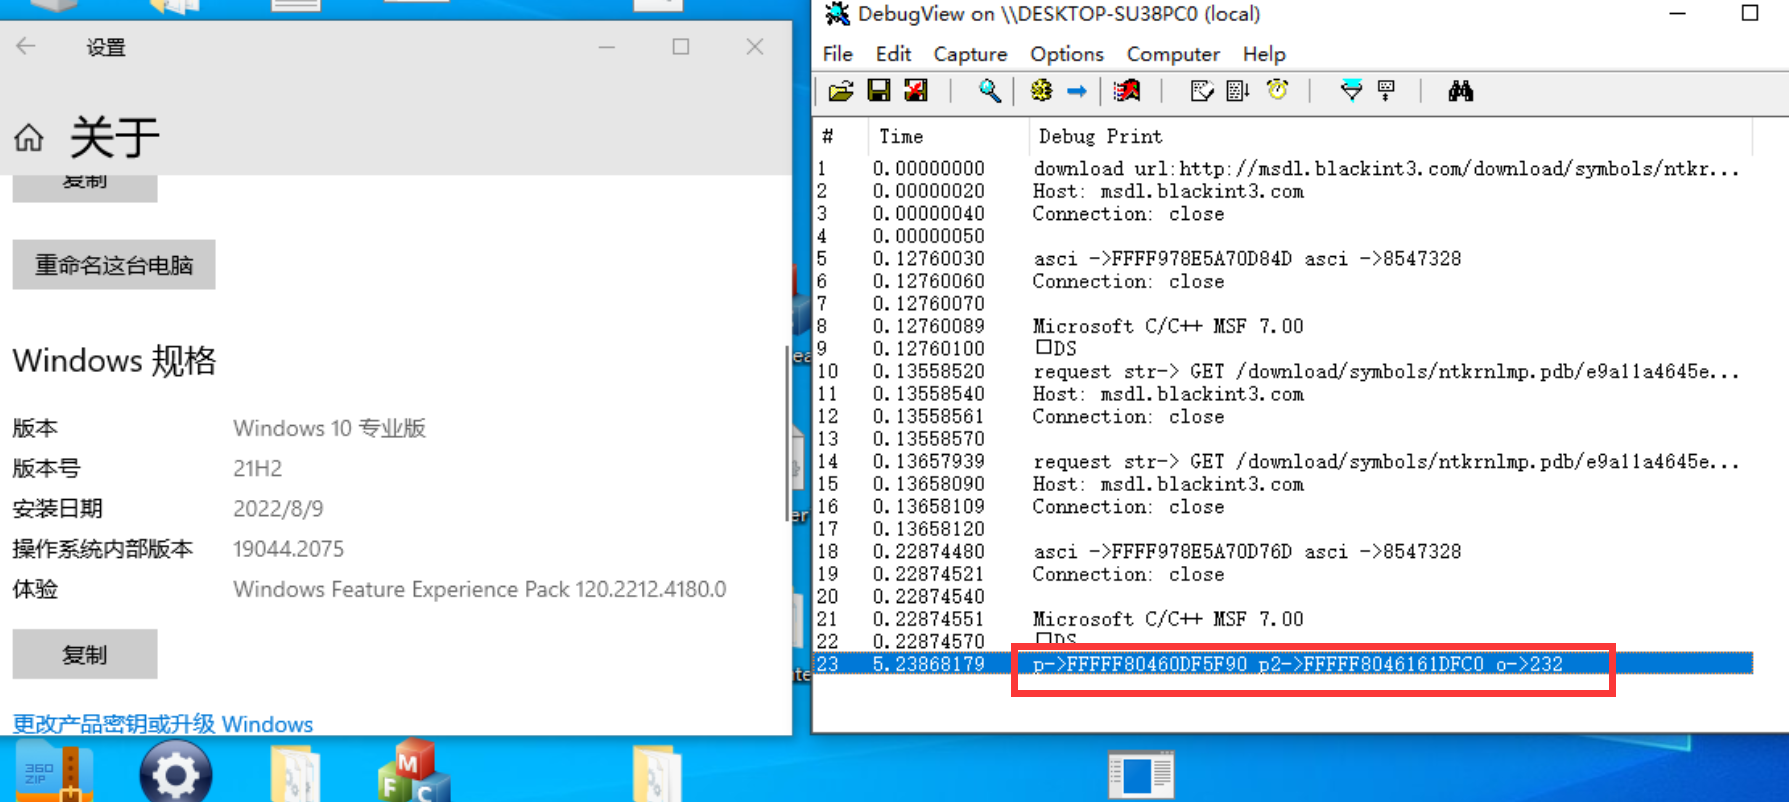 设置
关于
复制
重命名这台电脑
Windows 规格
版本 Windows 10 专业版
版本号 21H2
安装日期 2022/8/9
操作系统内部版本 19044.2075
体验 Windows Feature Experience Pack 120.2212.4180.0
复制
更改产品密钥或升级 Windows
DebugView on \\DESKTOP-SU38PC0 (local)
File Edit Capture Options Computer Help
# Time Debug Print
1 0.00000000 download url:http://msdl.blackint3.com/download/symbols/ntkr...
2 0.00000020 Host: msdl.blackint3.com
3 0.00000040 Connection: close
4 0.00000050
5 0.12760030 asci ->FFFF978E5A70D84D asci ->8547328
6 0.12760060 Connection: close
7 0.12760070
8 0.12760089 Microsoft C/C++ MSF 7.00
9 0.12760100 □DS
10 0.13558520 request str-> GET /download/symbols/ntkrnlmp.pdb/e9a11a4645e...
11 0.13558540 Host: msdl.blackint3.com
12 0.13558561 Connection: close
13 0.13558570
14 0.13657939 request str-> GET /download/symbols/ntkrnlmp.pdb/e9a11a4645e...
15 0.13658090 Host: msdl.blackint3.com
16 0.13658109 Connection: close
17 0.13658120
18 0.22874480 asci ->FFFF978E5A70D76D asci ->8547328
19 0.22874521 Connection: close
20 0.22874540
21 0.22874551 Microsoft C/C++ MSF 7.00
22 0.22874570 □DS
23 5.23868179 p->FFFFF80460DF5F90 p2->FFFFF8046161DFC0 o->232
360
ZIP
M
F
C